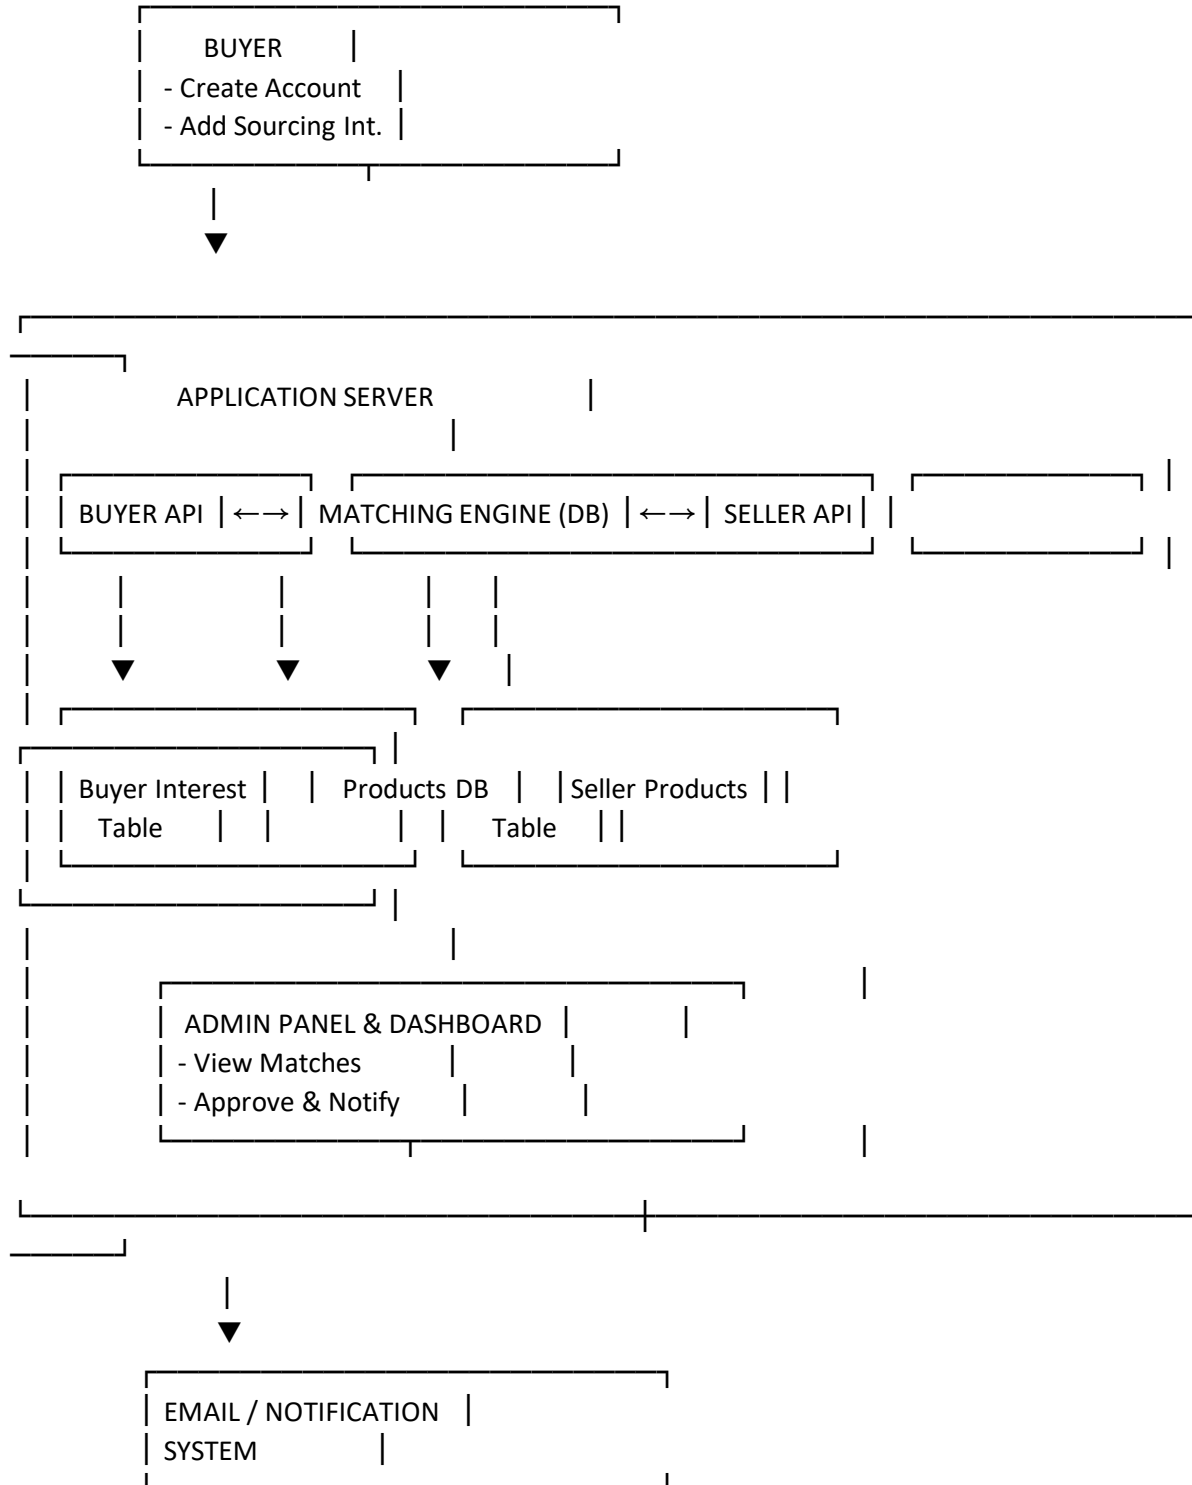 BUYER
- Create Account
- Add Sourcing Int.
APPLICATION SERVER
BUYER API ←→ MATCHING ENGINE (DB) ←→ SELLER API
Buyer Interest Products DB Seller Products
Table Table
ADMIN PANEL & DASHBOARD
- View Matches
- Approve & Notify
EMAIL / NOTIFICATION
SYSTEM